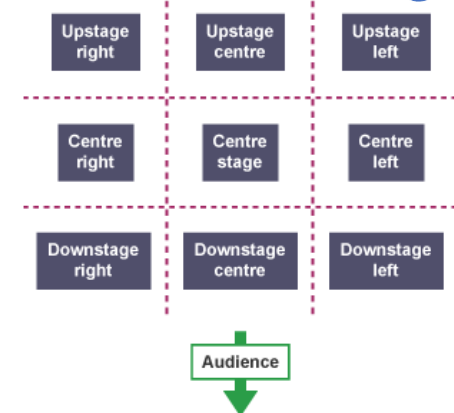 Upstage
right
Upstage
centre
Upstage
left
Centre
right
Centre
stage
Centre
left
Downstage
right
Downstage
centre
Downstage
left
Audience